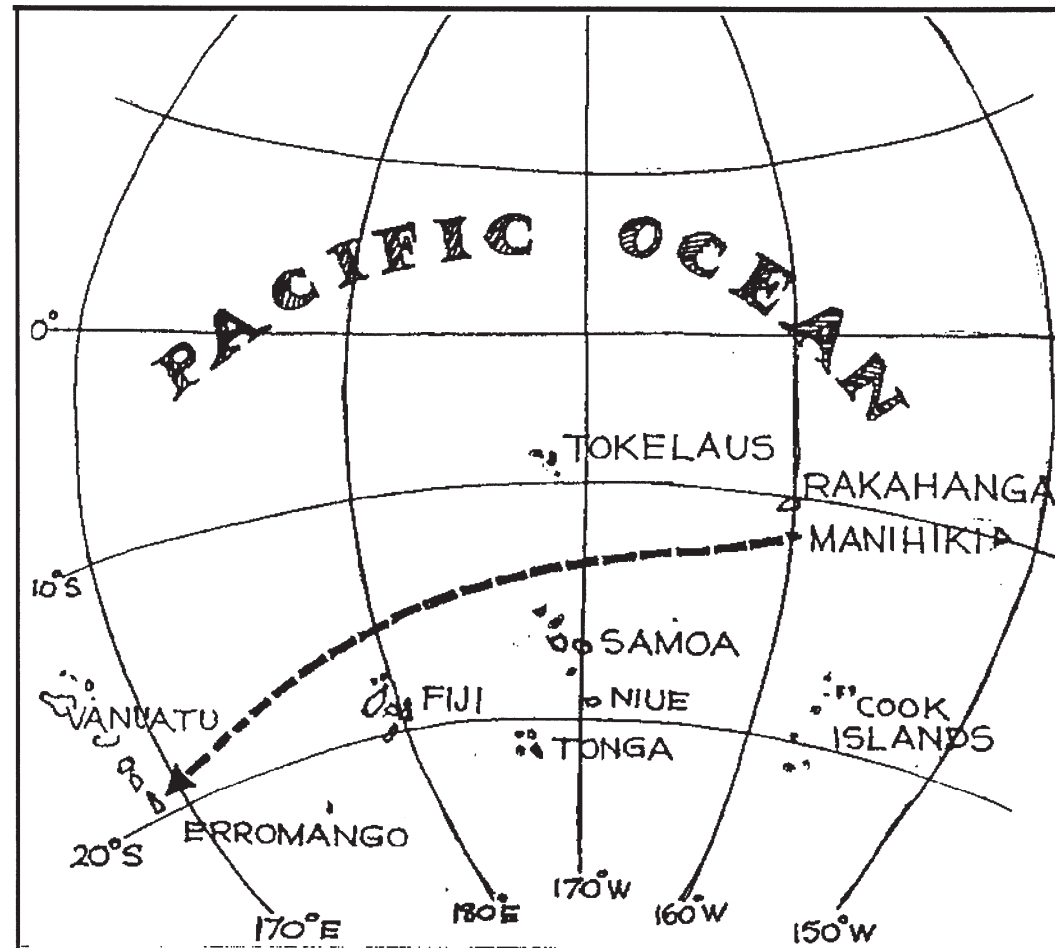 PACIFIC OCEAN
0°
TOKELAUS
RAKAHANGA
MANIHIKI
10°S
SAMOA
VANUATU
FIJI
NIUE
COOK
ISLANDS
TONGA
ERROMANGO
20°S
170°E
180°E
170°W
160°W
150°W